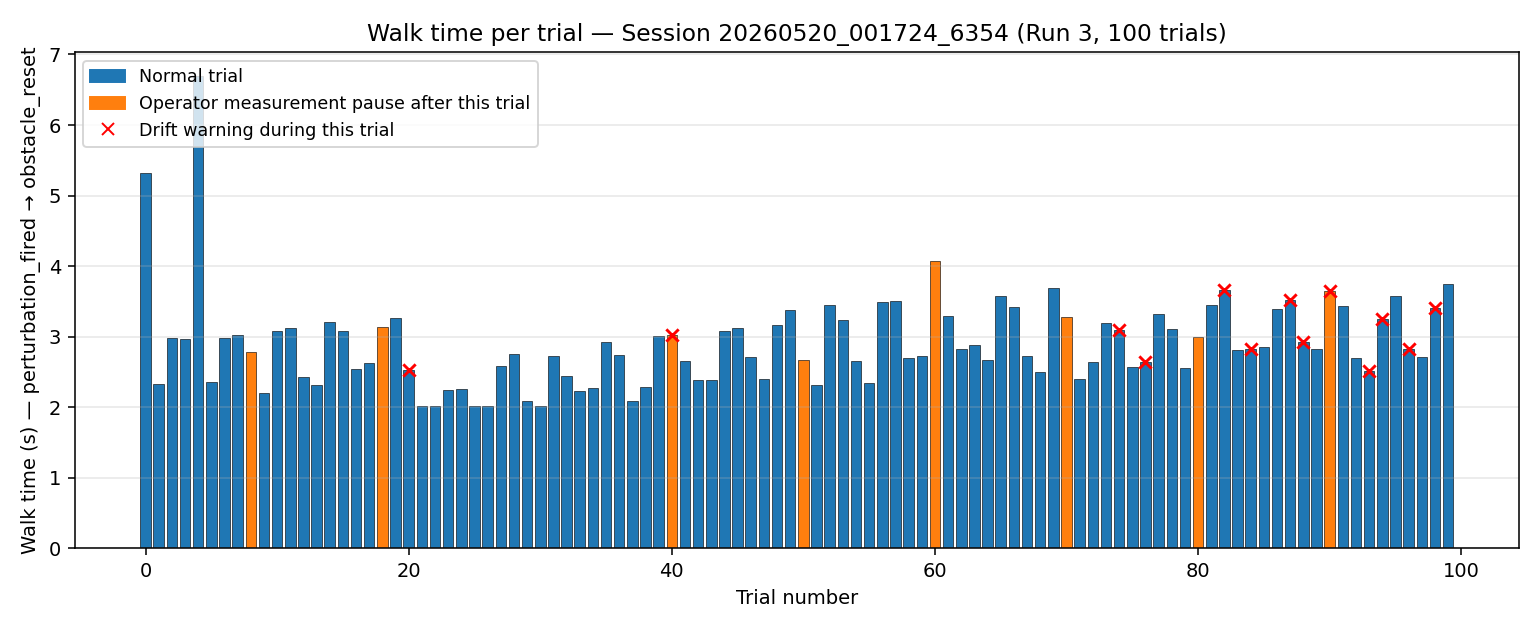 Walk time per trial — Session 20260520_001724_6354 (Run 3, 100 trials)
Walk time (s) — perturbation_fired → obstacle_reset
7
6
5
4
3
2
1
0
Normal trial
Operator measurement pause after this trial
Drift warning during this trial
0 20 40 60 80 100
Trial number